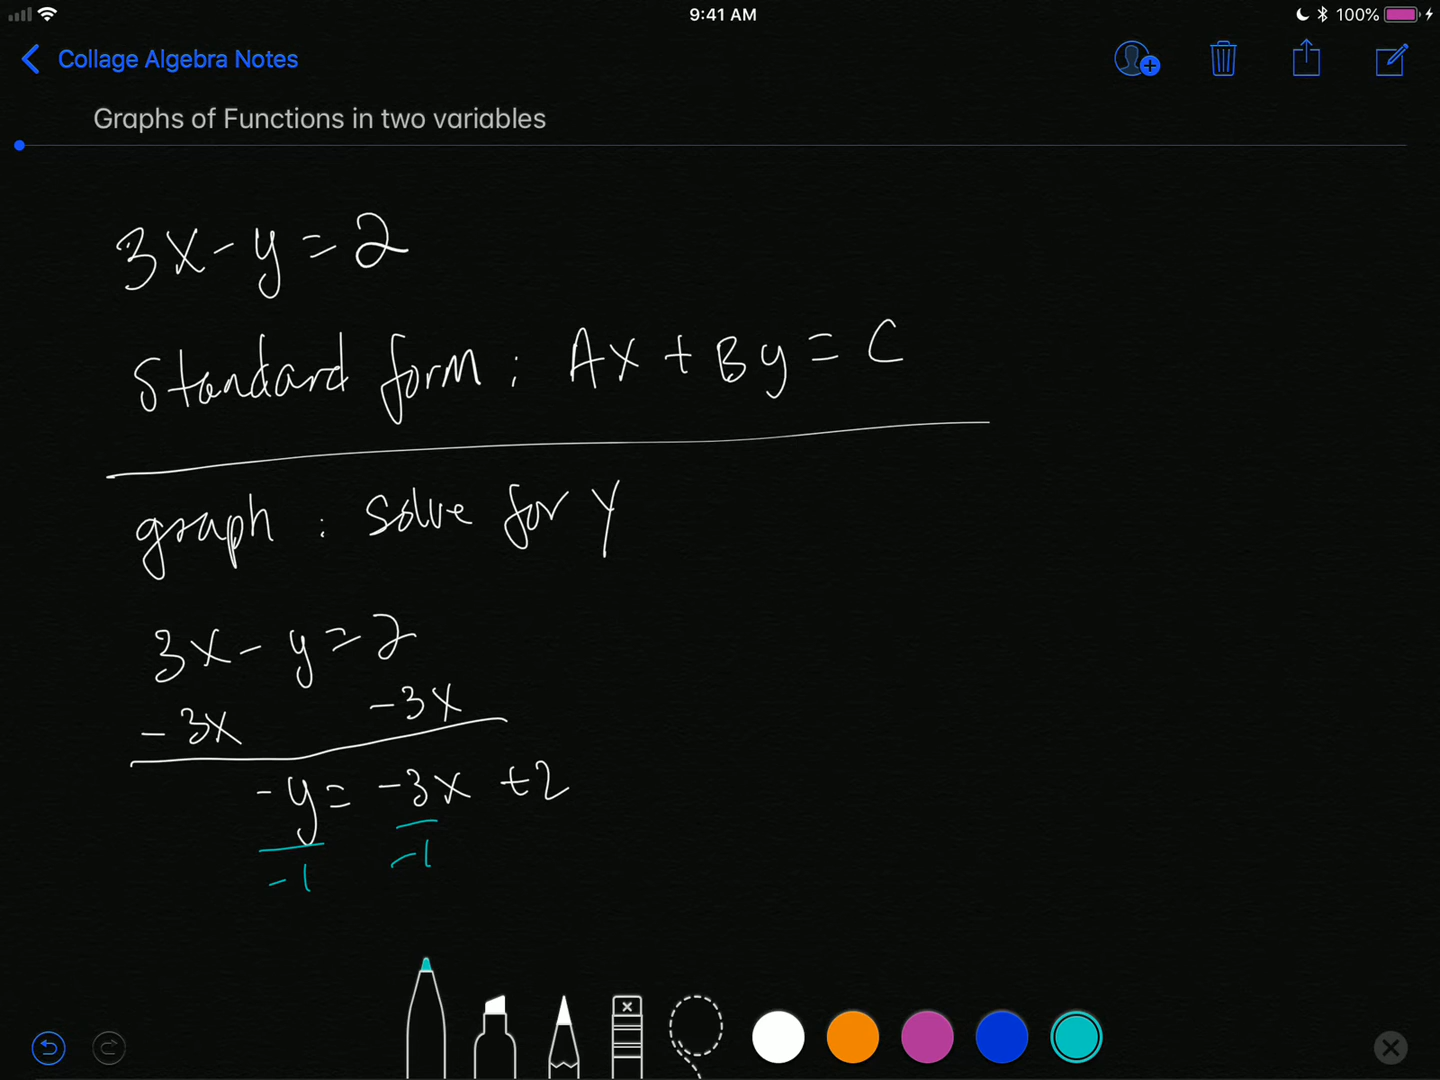 9:41 AM
100%
Collage Algebra Notes
Graphs of Functions in two variables
3x - y = 2
Standard form : Ax + By = C
graph : solve for y
3x - y = 2
- 3x - 3x
-y = -3x + 2
-1 -1